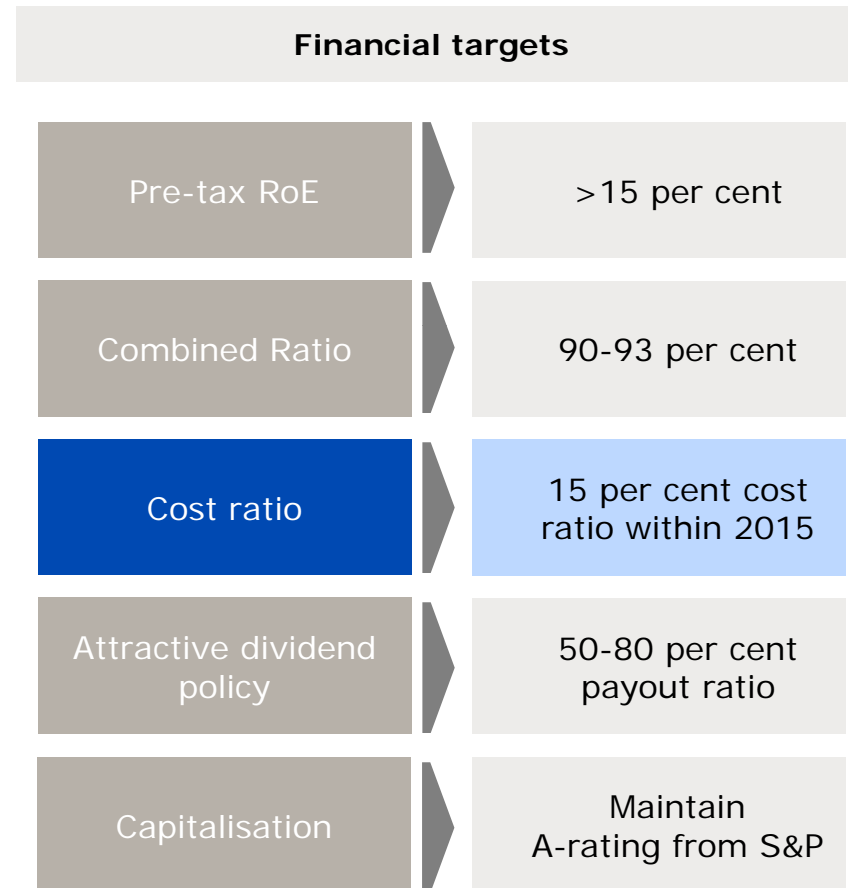 Financial targets
Pre-tax RoE
>15 per cent
Combined Ratio
90-93 per cent
Cost ratio
15 per cent cost
ratio within 2015
Attractive dividend
policy
50-80 per cent
payout ratio
Capitalisation
Maintain
A-rating from S&P